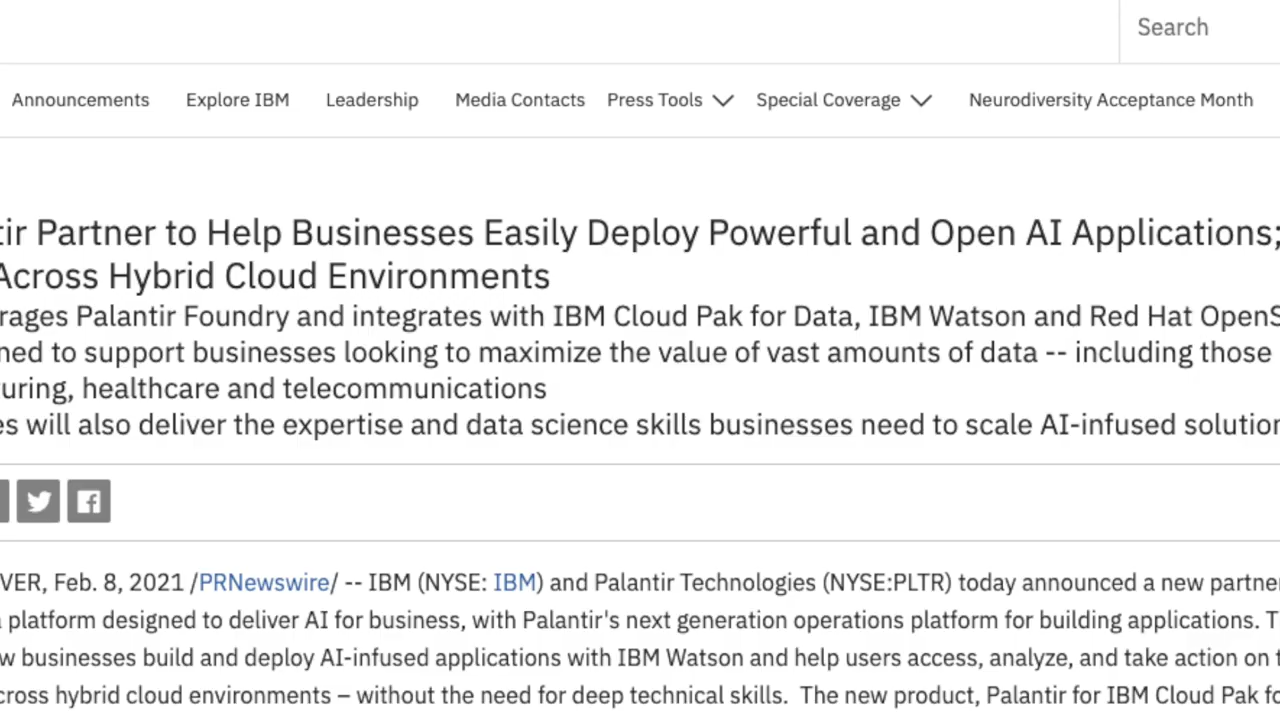 Search
Announcements Explore IBM Leadership Media Contacts Press Tools Special Coverage Neurodiversity Acceptance Month
tir Partner to Help Businesses Easily Deploy Powerful and Open AI Applications;
Across Hybrid Cloud Environments
rages Palantir Foundry and integrates with IBM Cloud Pak for Data, IBM Watson and Red Hat OpenS
ned to support businesses looking to maximize the value of vast amounts of data -- including those
uring, healthcare and telecommunications
es will also deliver the expertise and data science skills businesses need to scale AI-infused solution
VER, Feb. 8, 2021 /PRNewswire/ -- IBM (NYSE: IBM) and Palantir Technologies (NYSE:PLTR) today announced a new partner
platform designed to deliver AI for business, with Palantir's next generation operations platform for building applications. T
w businesses build and deploy AI-infused applications with IBM Watson and help users access, analyze, and take action on t
cross hybrid cloud environments – without the need for deep technical skills. The new product, Palantir for IBM Cloud Pak fo